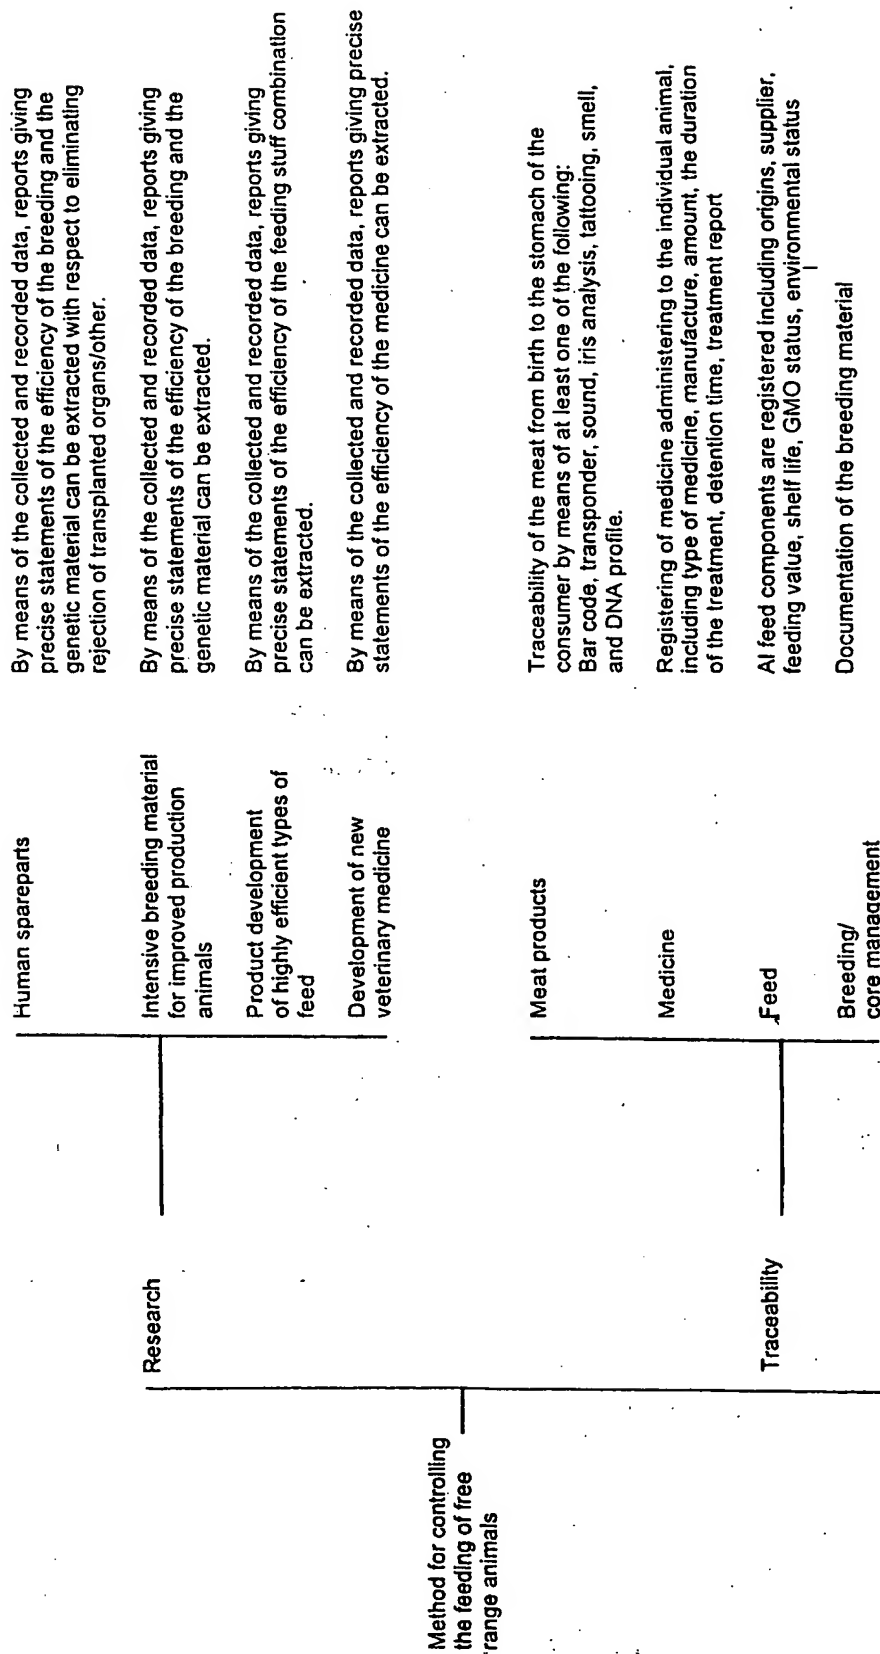 Method for controlling
the feeding of free
range animals
Research
Human spareparts
By means of the collected and recorded data, reports giving
precise statements of the efficiency of the breeding and the
genetic material can be extracted with respect to eliminating
rejection of transplanted organs/other.
Intensive breeding material
for improved production
animals
By means of the collected and recorded data, reports giving
precise statements of the efficiency of the breeding and the
genetic material can be extracted.
Product development
of highly efficient types of
feed
By means of the collected and recorded data, reports giving
precise statements of the efficiency of the feeding stuff combination
can be extracted.
Development of new
veterinary medicine
By means of the collected and recorded data, reports giving precise
statements of the efficiency of the medicine can be extracted.
Traceability
Meat products
Traceability of the meat from birth to the stomach of the
consumer by means of at least one of the following:
Bar code, transponder, sound, iris analysis, tattooing, smell,
and DNA profile.
Medicine
Registering of medicine administering to the individual animal,
including type of medicine, manufacture, amount, the duration
of the treatment, detention time, treatment report
Feed
Al feed components are registered including origins, supplier,
feeding value, shelf life, GMO status, environmental status
Breeding/
core management
Documentation of the breeding material